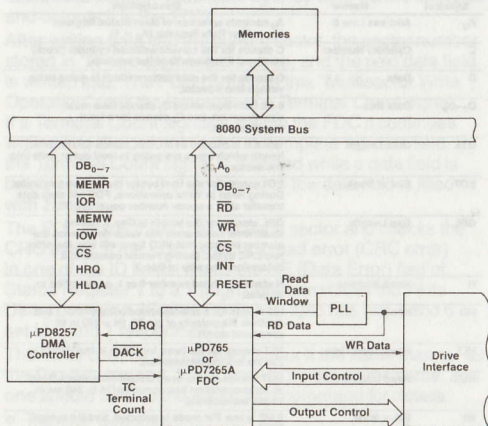 Memories
8080 System Bus
DB0–7
MEMR
IOR
MEMW
IOW
CS
HRQ
HLDA
A0
DB0–7
RD
WR
CS
INT
RESET
Read
Data
Window
PLL
RD Data
WR Data
DRQ
DACK
TC
Terminal
Count
μPD8257
DMA
Controller
μPD765
or
μPD7265A
FDC
Input Control
Output Control
Drive
Interface